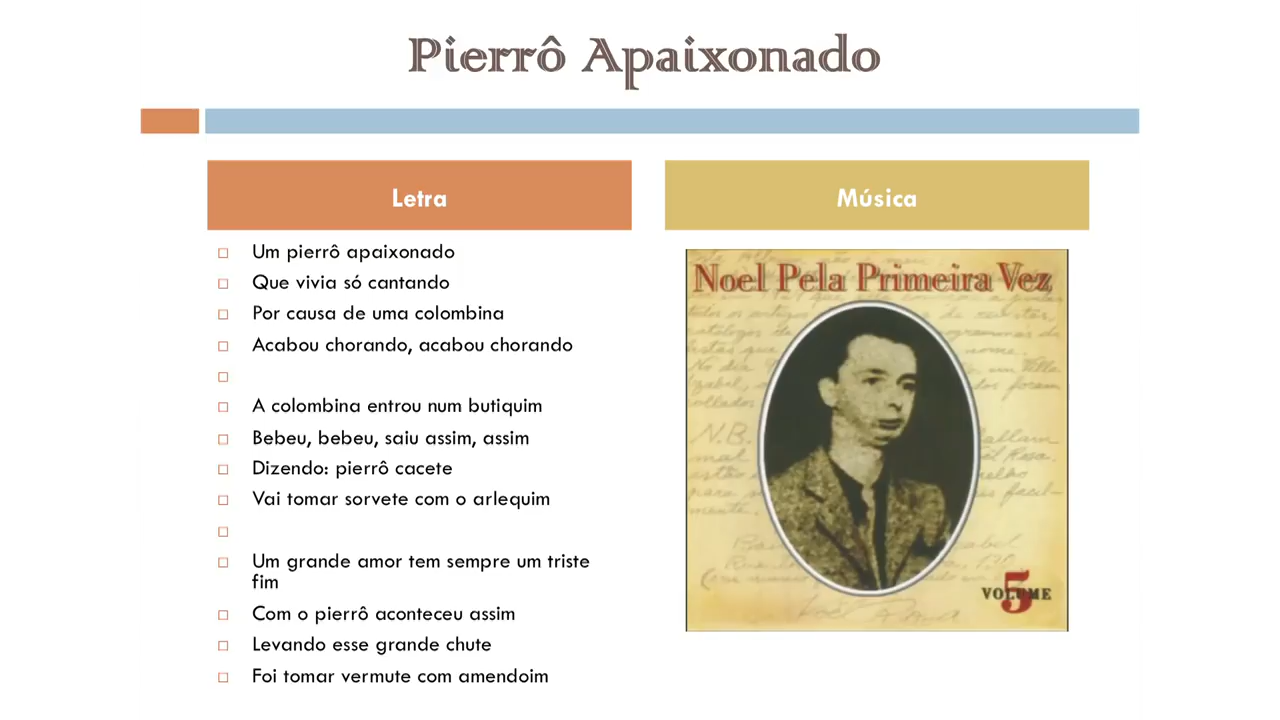 Pierrô Apaixonado
Letra
Um pierrô apaixonado
Que vivia só cantando
Por causa de uma colombina
Acabou chorando, acabou chorando
A colombina entrou num butiquim
Bebeu, bebeu, saiu assim, assim
Dizendo: pierrô cacete
Vai tomar sorvete com o arlequim
Um grande amor tem sempre um triste
fim
Com o pierrô aconteceu assim
Levando esse grande chute
Foi tomar vermute com amendoim
Música
Noel Pela Primeira Vez
N.B.
VOLUME
5